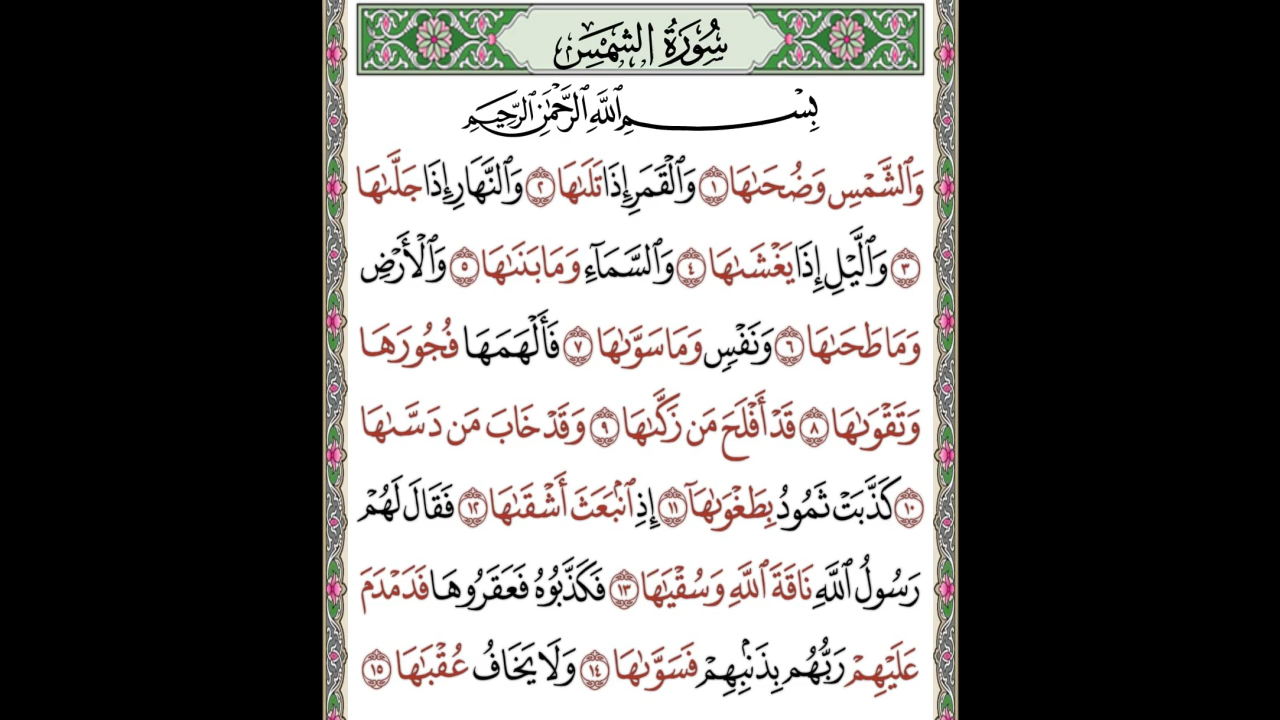 سُورَةُ الشَّمْسِ
بِسْمِ ٱللَّهِ ٱلرَّحْمَٰنِ ٱلرَّحِيمِ
وَٱلشَّمْسِ وَضُحَىٰهَا ١ وَٱلْقَمَرِ إِذَا تَلَىٰهَا ٢ وَٱلنَّهَارِ إِذَا جَلَّىٰهَا
٣ وَٱلَّيْلِ إِذَا يَغْشَىٰهَا ٤ وَٱلسَّمَآءِ وَمَا بَنَىٰهَا ٥ وَٱلْأَرْضِ
وَمَا طَحَىٰهَا ٦ وَنَفْسٍ وَمَا سَوَّىٰهَا ٧ فَأَلْهَمَهَا فُجُورَهَا
وَتَقْوَىٰهَا ٨ قَدْ أَفْلَحَ مَن زَكَّىٰهَا ٩ وَقَدْ خَابَ مَن دَسَّىٰهَا
١٠ كَذَّبَتْ ثَمُودُ بِطَغْوَىٰهَآ ١١ إِذِ ٱنۢبَعَثَ أَشْقَىٰهَا ١٢ فَقَالَ لَهُمْ
رَسُولُ ٱللَّهِ نَاقَةَ ٱللَّهِ وَسُقْيَٰهَا ١٣ فَكَذَّبُوهُ فَعَقَرُوهَا فَدَمْدَمَ
عَلَيْهِمْ رَبُّهُم بِذَنۢبِهِمْ فَسَوَّىٰهَا ١٤ وَلَا يَخَافُ عُقْبَٰهَا ١٥